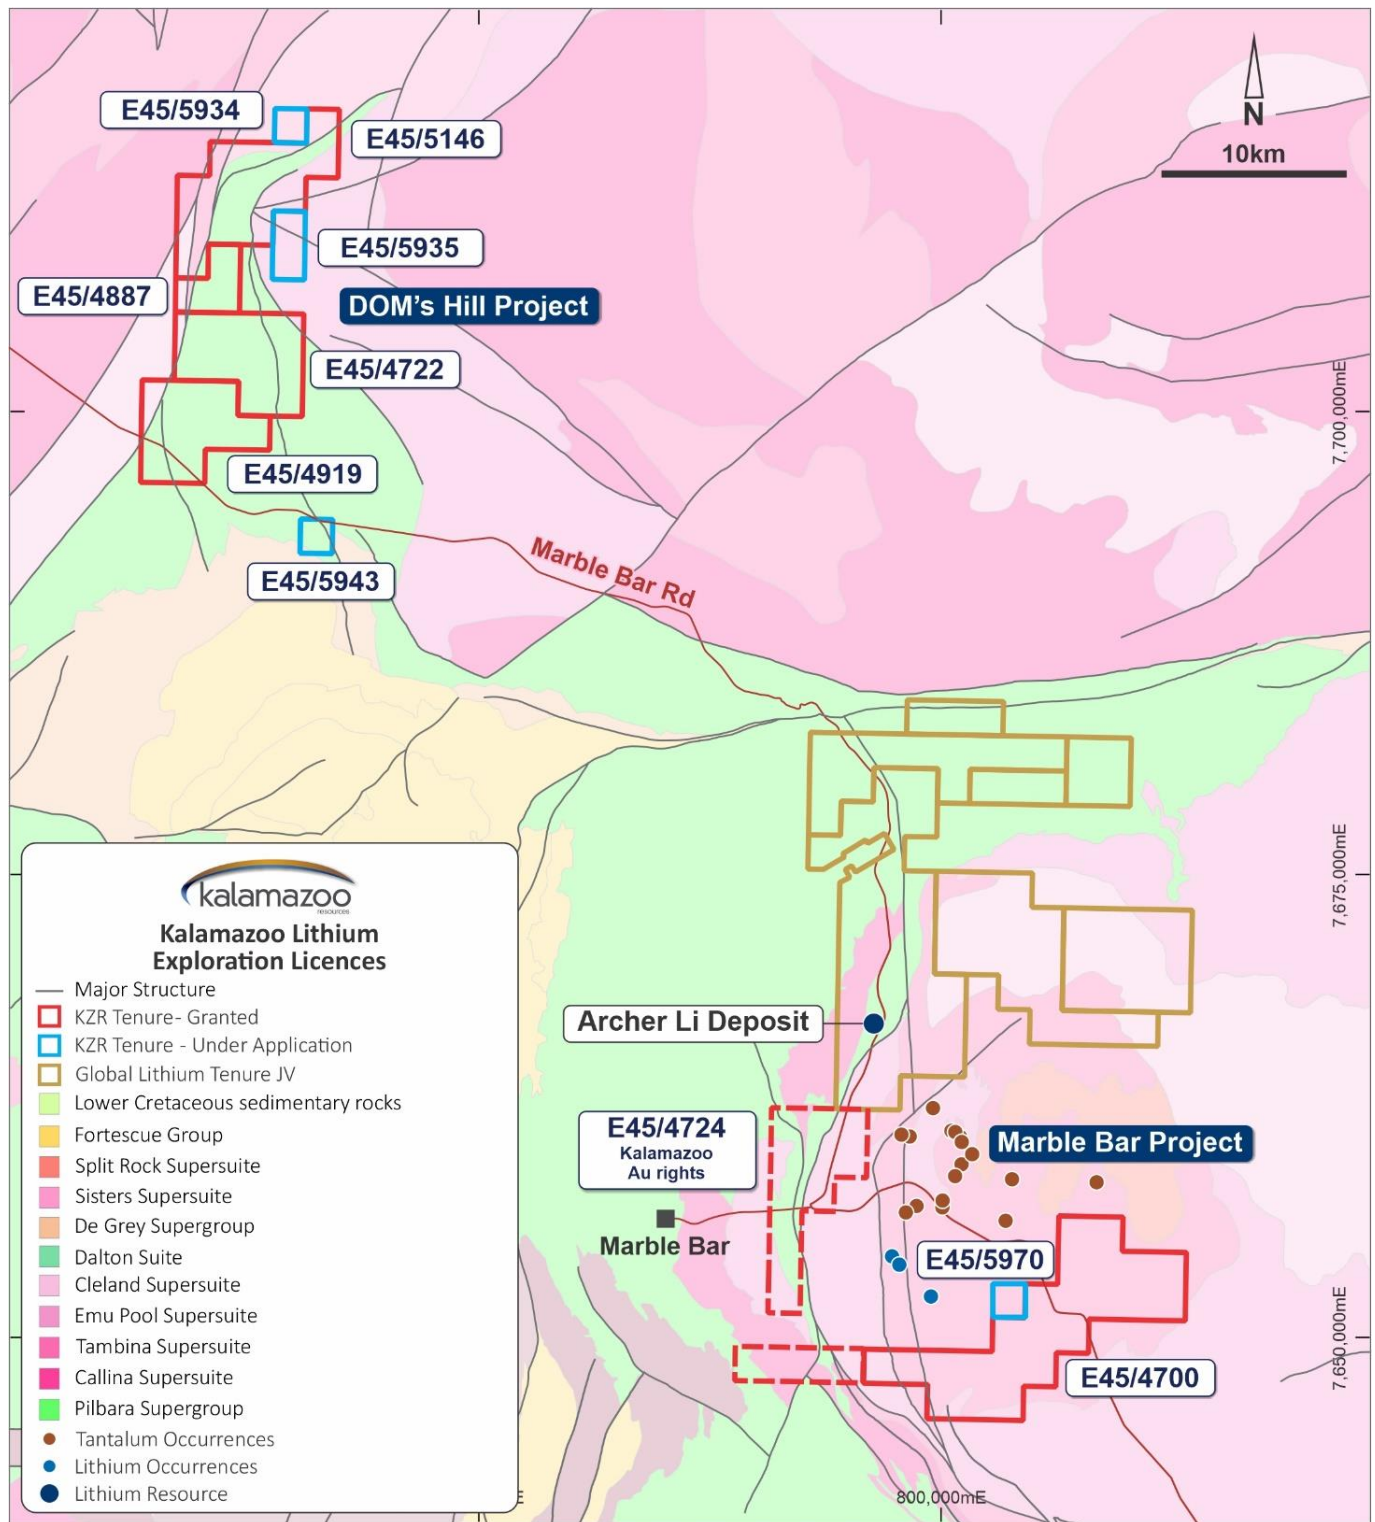 E45/5934
E45/5146
N
10km
E45/5935
E45/4887
DOM's Hill Project
E45/4722
7,700,000mE
E45/4919
Marble Bar Rd
E45/5943
7,675,000mE
kalamazoo
resources
Kalamazoo Lithium
Exploration Licences
Major Structure
KZR Tenure- Granted
KZR Tenure - Under Application
Global Lithium Tenure JV
Lower Cretaceous sedimentary rocks
Fortescue Group
Split Rock Supersuite
Sisters Supersuite
De Grey Supergroup
Dalton Suite
Cleland Supersuite
Emu Pool Supersuite
Tambina Supersuite
Callina Supersuite
Pilbara Supergroup
Tantalum Occurrences
Lithium Occurrences
Lithium Resource
Archer Li Deposit
E45/4724
Kalamazoo
Au rights
Marble Bar Project
Marble Bar
E45/5970
7,650,000mE
E45/4700
E
800,000mE